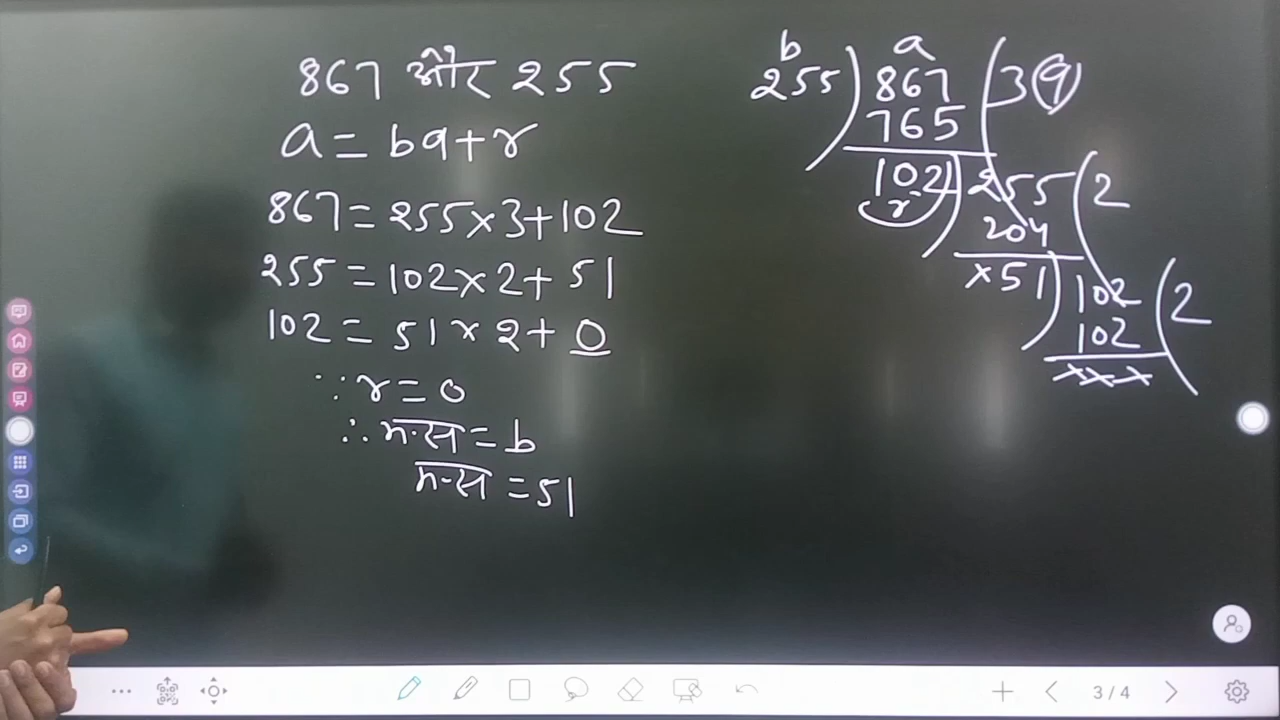 867 और 255
a = bq + r
867 = 255 × 3 + 102
255 = 102 × 2 + 51
102 = 51 × 2 + 0
∵ r = 0
∴ म.स = b
म.स = 51
b a
255 ) 867 ( 3 (q)
765
102 ) 255 ( 2
r
204
×51 ) 102 ( 2
102
×××
3 / 4